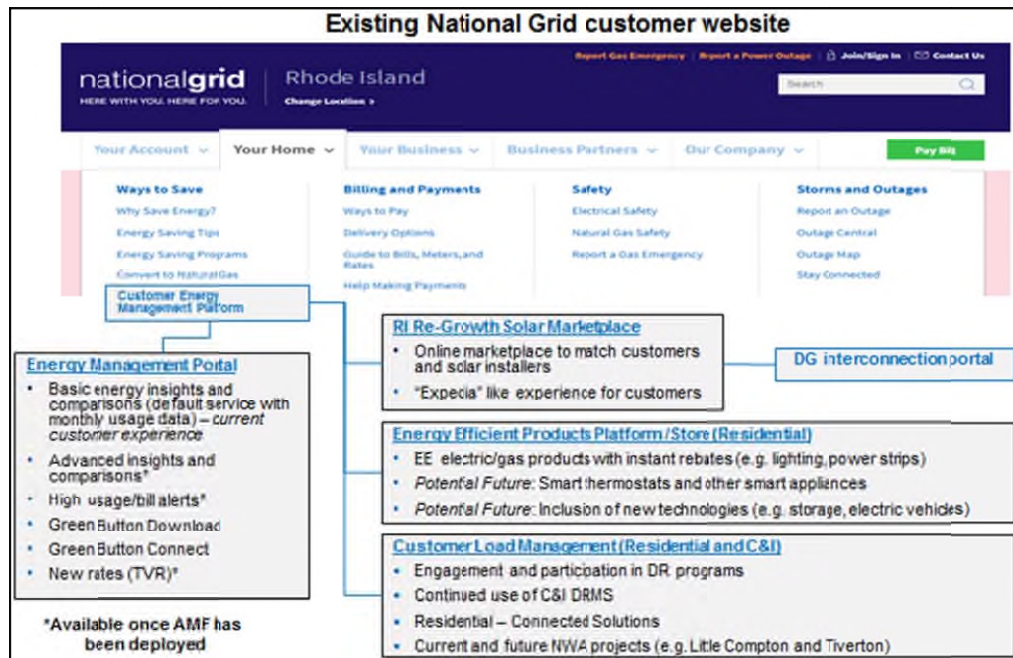 Existing National Grid customer website
Report Gas Emergency | Report a Power Outage | Join/Sign In | Contact Us
nationalgrid
HERE WITH YOU. HERE FOR YOU.
Rhode Island
Change Location >
Search
Your Account
Your Home
Your Business
Business Partners
Our Company
Pay Bill
Ways to Save
Why Save Energy?
Energy Saving Tips
Energy Saving Programs
Convert to Natural Gas
Billing and Payments
Ways to Pay
Delivery Options
Guide to Bills, Meters, and
Rates
Help Making Payments
Safety
Electrical Safety
Natural Gas Safety
Report a Gas Emergency
Storms and Outages
Report an Outage
Outage Central
Outage Map
Stay Connected
Customer Energy
Management Platform
Energy Management Portal
• Basic energy insights and
comparisons (default service with
monthly usage data) – current
customer experience
• Advanced insights and
comparisons*
• High usage/bill alerts*
• Green Button Download
• Green Button Connect
• New rates (TVR)*
*Available once AMF has
been deployed
RI Re-Growth Solar Marketplace
• Online marketplace to match customers
and solar installers
• "Expedia" like experience for customers
DG interconnection portal
Energy Efficient Products Platform/Store (Residential)
• EE electric/gas products with instant rebates (e.g. lighting, power strips)
• Potential Future: Smart thermostats and other smart appliances
• Potential Future: Inclusion of new technologies (e.g. storage, electric vehicles)
Customer Load Management (Residential and C&I)
• Engagement and participation in DR programs
• Continued use of C&I DRMS
• Residential – Connected Solutions
• Current and future NWA projects (e.g. Little Compton and Tiverton)